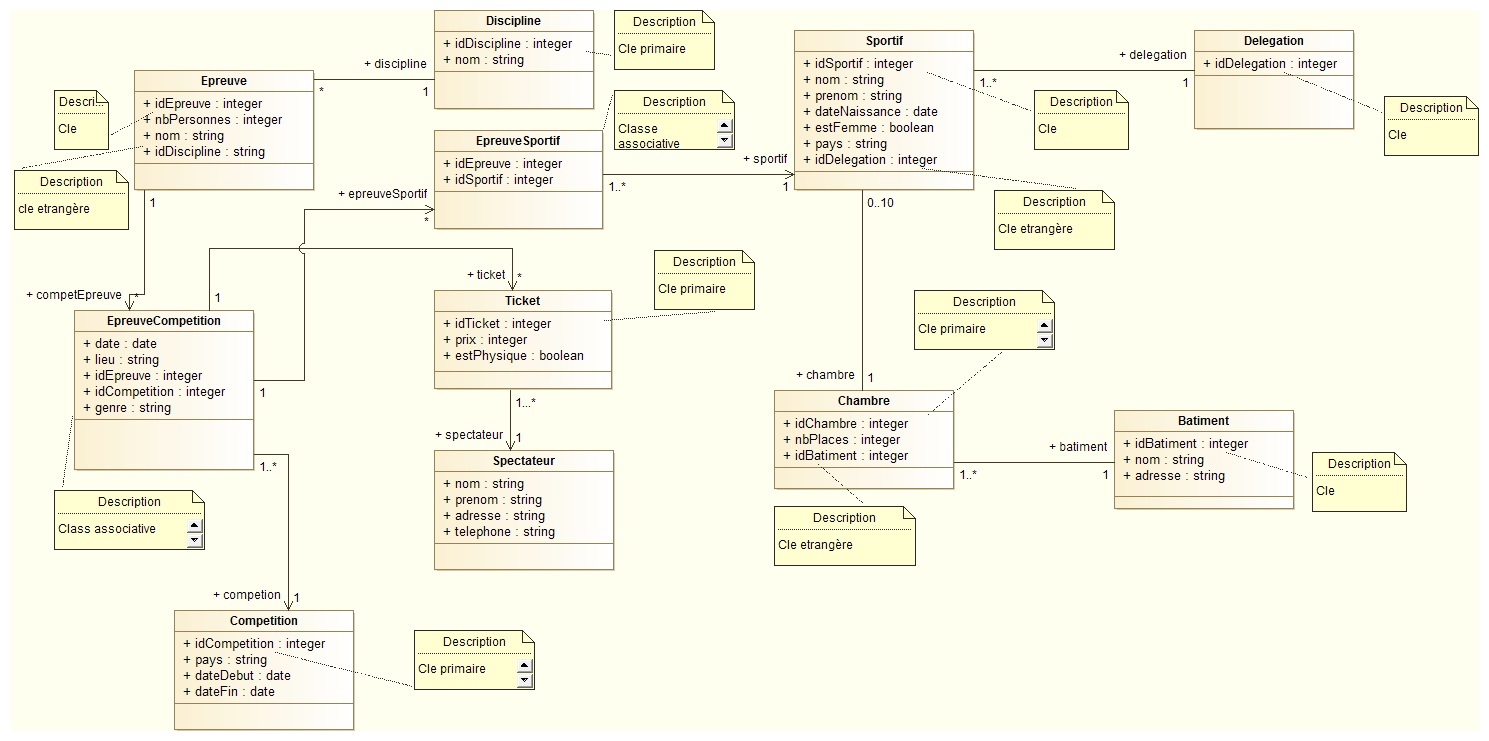 Discipline
+ idDiscipline : integer
+ nom : string
Description
Cle primaire
+ discipline
*
1
Epreuve
+ idEpreuve : integer
+ nbPersonnes : integer
+ nom : string
+ idDiscipline : string
Descri...
Cle
Description
cle etrangère
1
Description
Classe
associative
EpreuveSportif
+ idEpreuve : integer
+ idSportif : integer
+ epreuveSportif
*
1..*
+ sportif
1
Sportif
+ idSportif : integer
+ nom : string
+ prenom : string
+ dateNaissance : date
+ estFemme : boolean
+ pays : string
+ idDelegation : integer
1..*
+ delegation
1
Delegation
+ idDelegation : integer
Description
Cle
Description
Cle
Description
Cle etrangère
0..10
+ competEpreuve
*
1
+ ticket
*
Ticket
+ idTicket : integer
+ prix : integer
+ estPhysique : boolean
Description
Cle primaire
EpreuveCompetition
+ date : date
+ lieu : string
+ idEpreuve : integer
+ idCompetition : integer
+ genre : string
1
1..*
Description
Class associative
1...*
+ spectateur
1
Spectateur
+ nom : string
+ prenom : string
+ adresse : string
+ telephone : string
Description
Cle primaire
+ chambre
1
Chambre
+ idChambre : integer
+ nbPlaces : integer
+ idBatiment : integer
1..*
+ batiment
1
Batiment
+ idBatiment : integer
+ nom : string
+ adresse : string
Description
Cle
Description
Cle etrangère
+ competion
1
Competition
+ idCompetition : integer
+ pays : string
+ dateDebut : date
+ dateFin : date
Description
Cle primaire